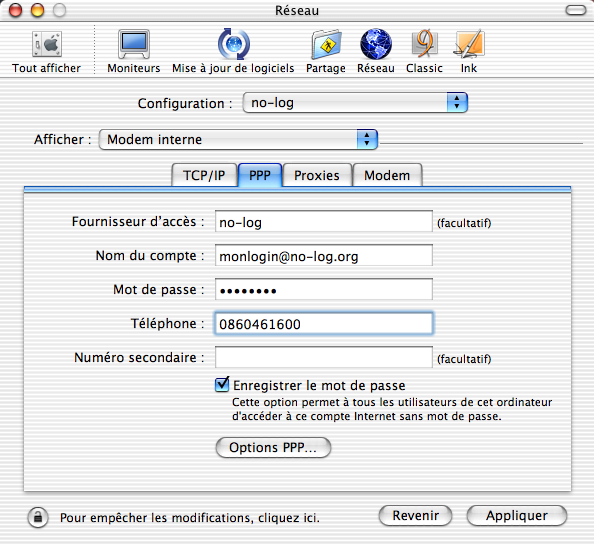 Réseau
Tout afficher
Moniteurs
Mise à jour de logiciels
Partage
Réseau
Classic
Ink
Configuration : no-log
Afficher : Modem interne
TCP/IP PPP Proxies Modem
Fournisseur d'accès : no-log (facultatif)
Nom du compte : monlogin@no-log.org
Mot de passe : ••••••••
Téléphone : 0860461600
Numéro secondaire : (facultatif)
Enregistrer le mot de passe
Cette option permet à tous les utilisateurs de cet ordinateur
d'accéder à ce compte Internet sans mot de passe.
Options PPP...
Pour empêcher les modifications, cliquez ici.
Revenir
Appliquer